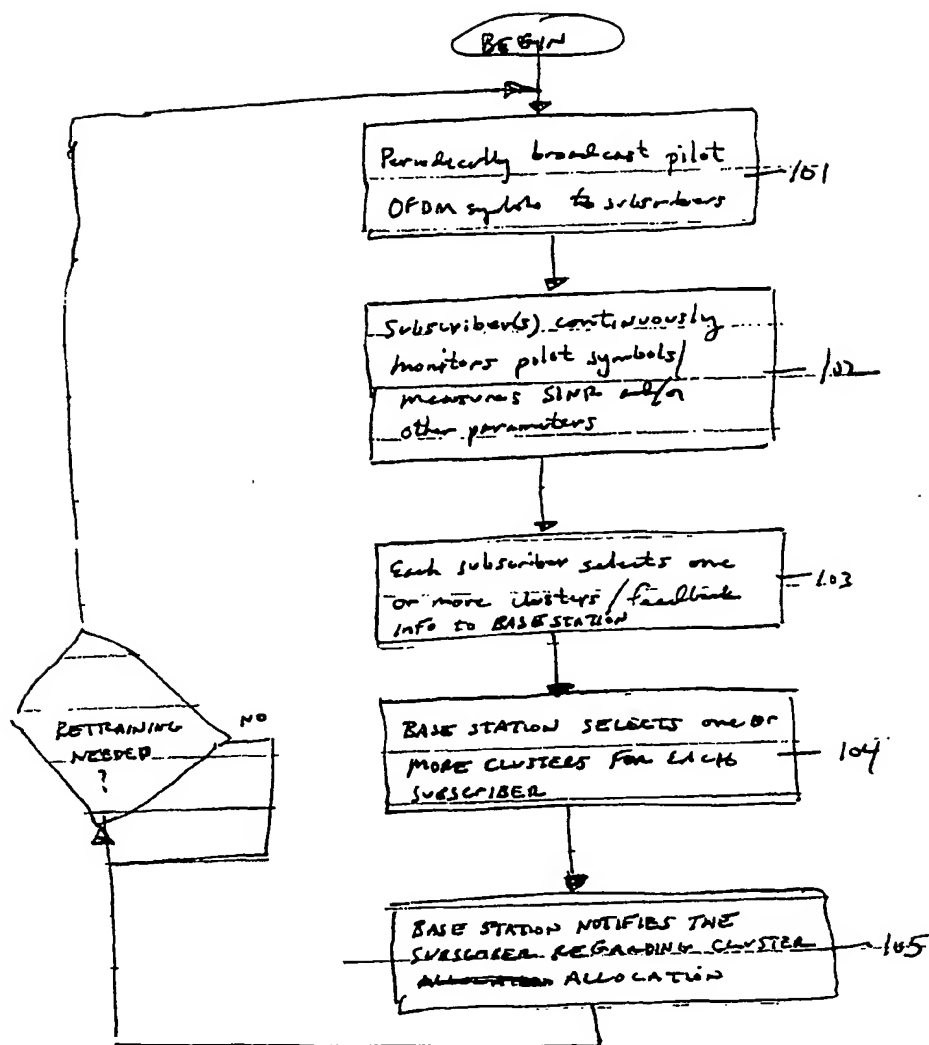 BEGIN
Periodically broadcast pilot
OFDM symbols to subscribers
101
Subscriber(s) continuously
monitors pilot symbols/
measures SINR and/or
other parameters
102
Each subscriber selects one
or more clusters/feedback
info to BASE STATION
103
BASE STATION SELECTS one or
MORE CLUSTERS FOR EACH
SUBSCRIBER
104
BASE STATION NOTIFIES THE
SUBSCRIBER REGARDING CLUSTER
ALLOCATION
105
RETRAINING
NEEDED
?
NO